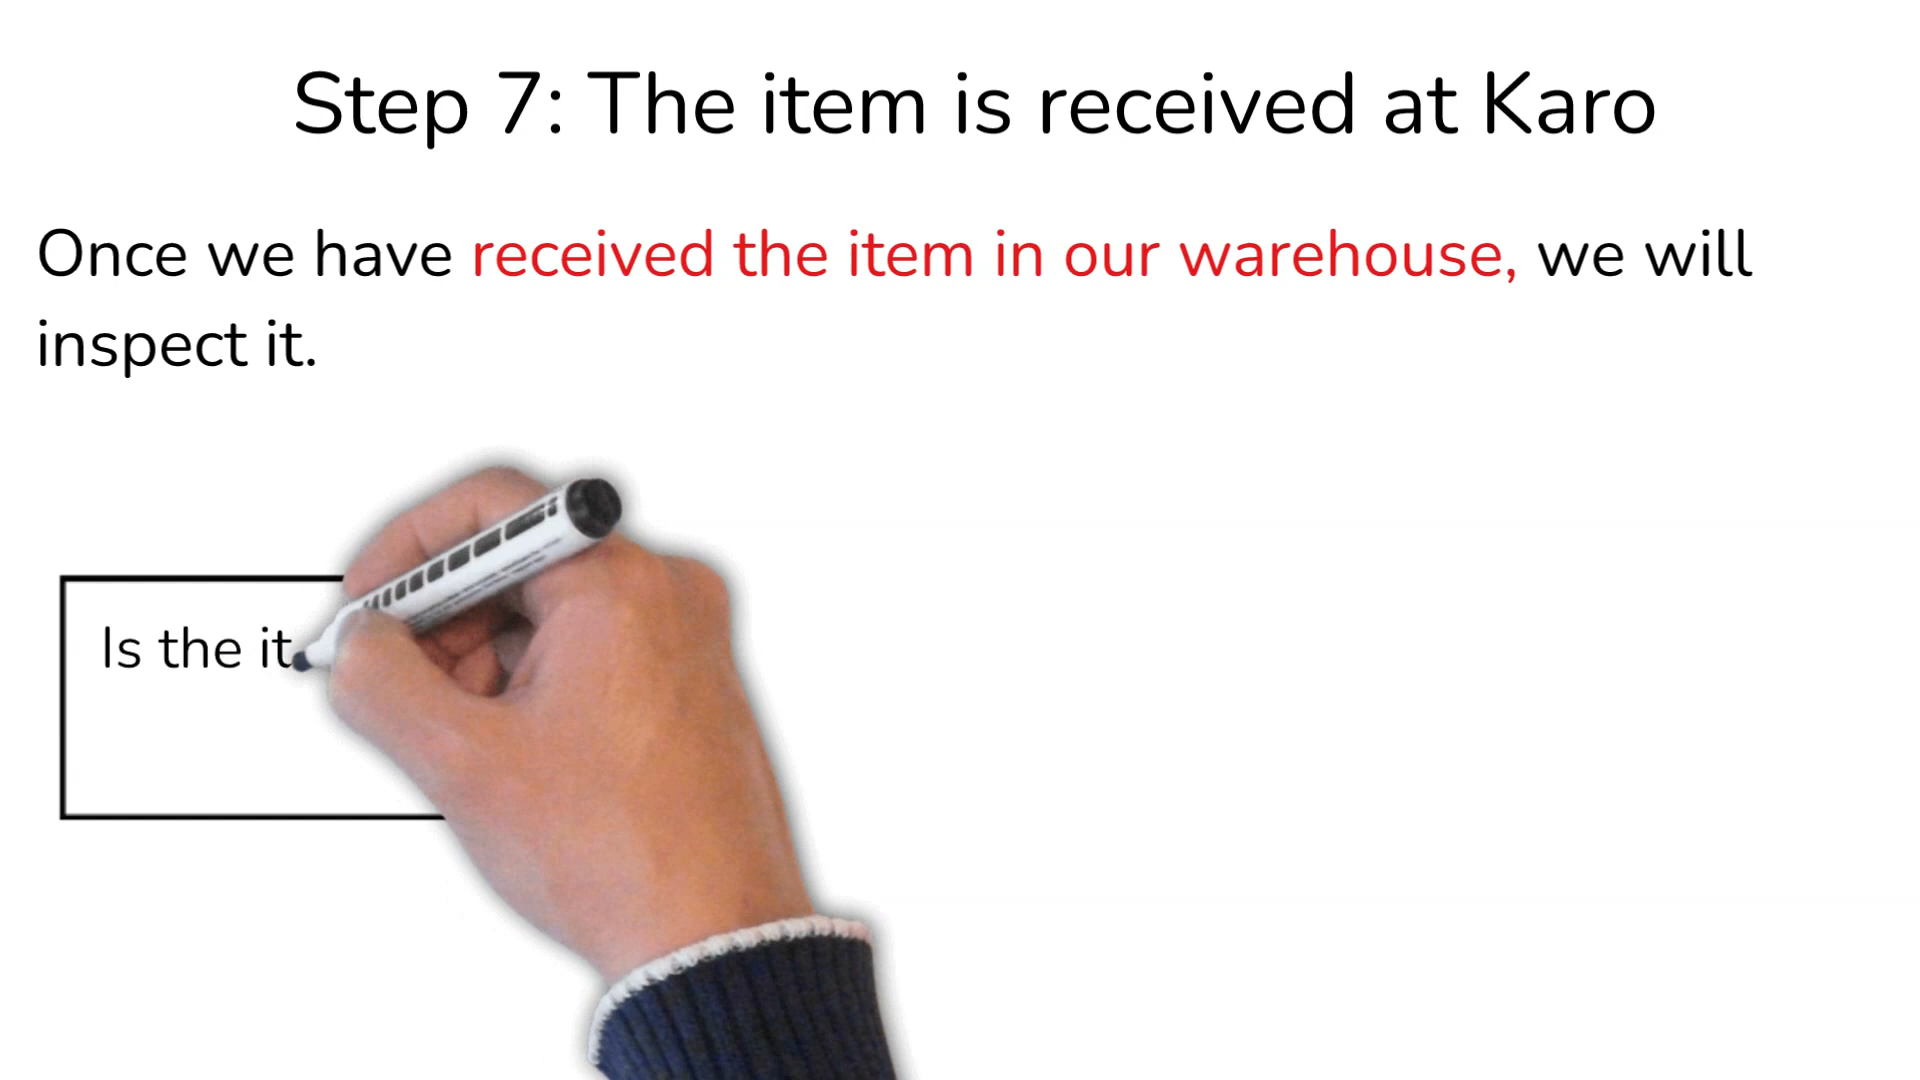 Step 7: The item is received at Karo
Once we have received the item in our warehouse, we will
inspect it.
Is the it